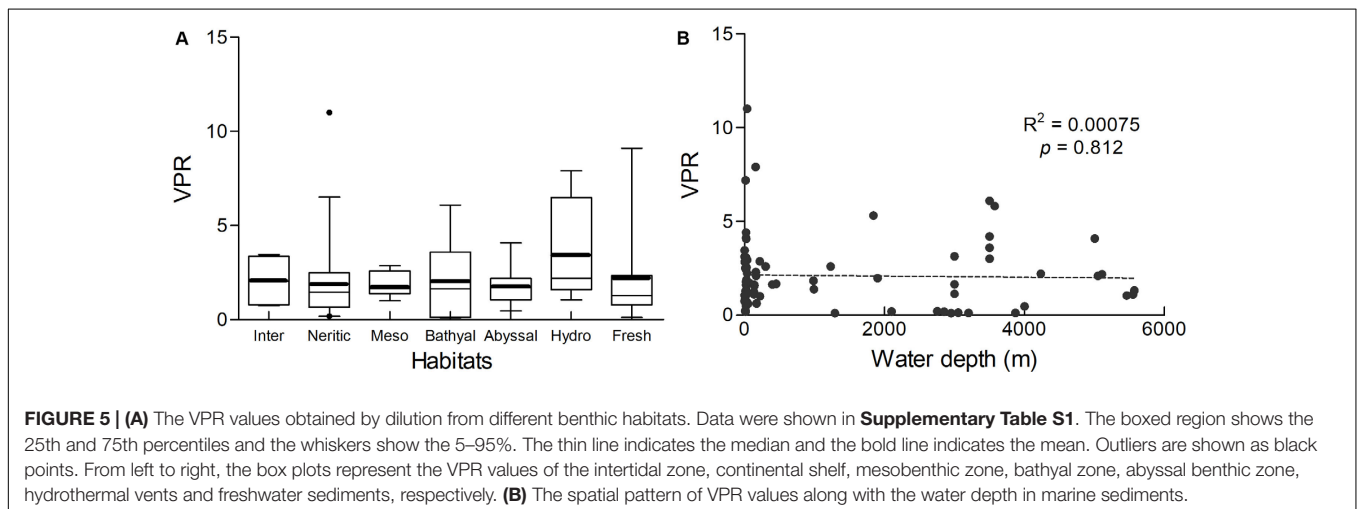 A
15
10
5
0
VPR
Inter Neritic Meso Bathyal Abyssal Hydro Fresh
Habitats
B
15
10
5
0
VPR
R² = 0.00075
p = 0.812
0 2000 4000 6000
Water depth (m)
FIGURE 5 | (A) The VPR values obtained by dilution from different benthic habitats. Data were shown in Supplementary Table S1. The boxed region shows the
25th and 75th percentiles and the whiskers show the 5–95%. The thin line indicates the median and the bold line indicates the mean. Outliers are shown as black
points. From left to right, the box plots represent the VPR values of the intertidal zone, continental shelf, mesobenthic zone, bathyal zone, abyssal benthic zone,
hydrothermal vents and freshwater sediments, respectively. (B) The spatial pattern of VPR values along with the water depth in marine sediments.